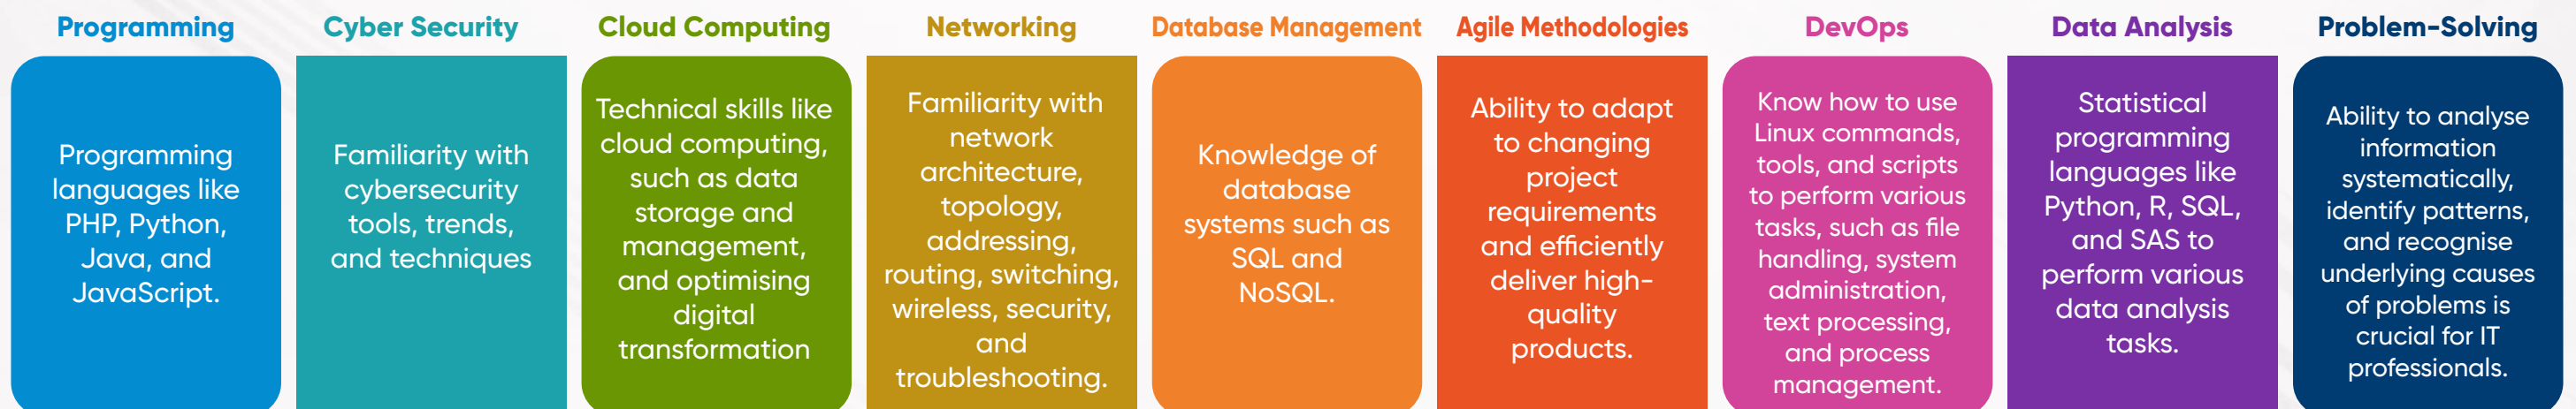 Programming
Programming
languages like
PHP, Python,
Java, and
JavaScript.
Cyber Security
Familiarity with
cybersecurity
tools, trends,
and techniques
Cloud Computing
Technical skills like
cloud computing,
such as data
storage and
management,
and optimising
digital
transformation
Networking
Familiarity with
network
architecture,
topology,
addressing,
routing, switching,
wireless, security,
and
troubleshooting.
Database Management
Knowledge of
database
systems such as
SQL and
NoSQL.
Agile Methodologies
Ability to adapt
to changing
project
requirements
and efficiently
deliver high-
quality
products.
DevOps
Know how to use
Linux commands,
tools, and scripts
to perform various
tasks, such as file
handling, system
administration,
text processing,
and process
management.
Data Analysis
Statistical
programming
languages like
Python, R, SQL,
and SAS to
perform various
data analysis
tasks.
Problem-Solving
Ability to analyse
information
systematically,
identify patterns,
and recognise
underlying causes
of problems is
crucial for IT
professionals.